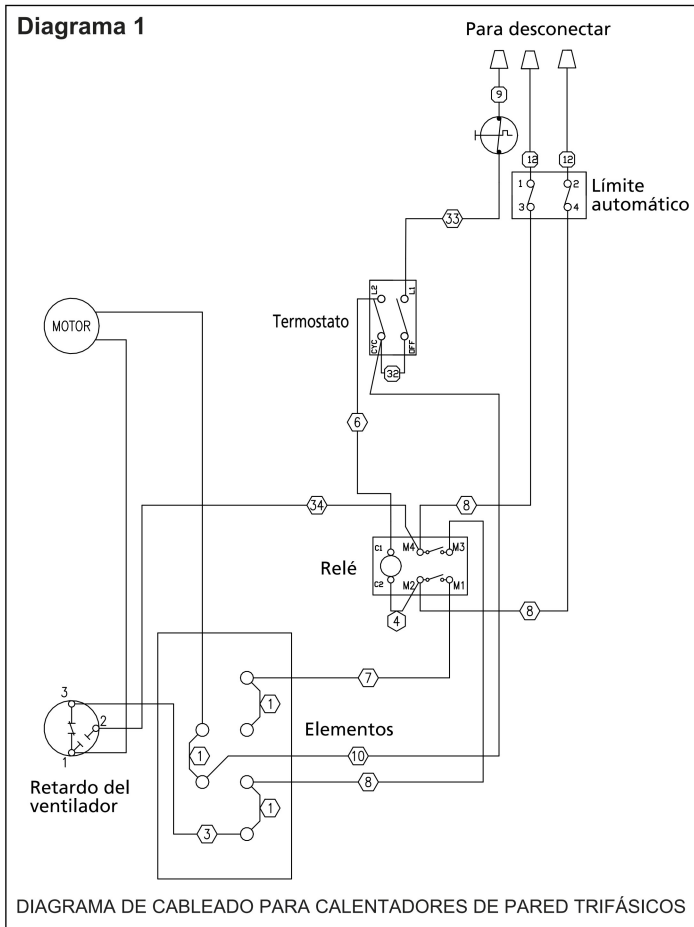 Diagrama 1
Para desconectar
9
12
12
1
2
3
4
Límite
automático
33
L2
L1
Termostato
CYC
OFF
32
MOTOR
6
34
8
C1
M4
M3
Relé
C2
M2
M1
4
8
7
1
3
2
1
Elementos
1
10
8
1
1
Retardo del
ventilador
3
DIAGRAMA DE CABLEADO PARA CALENTADORES DE PARED TRIFÁSICOS